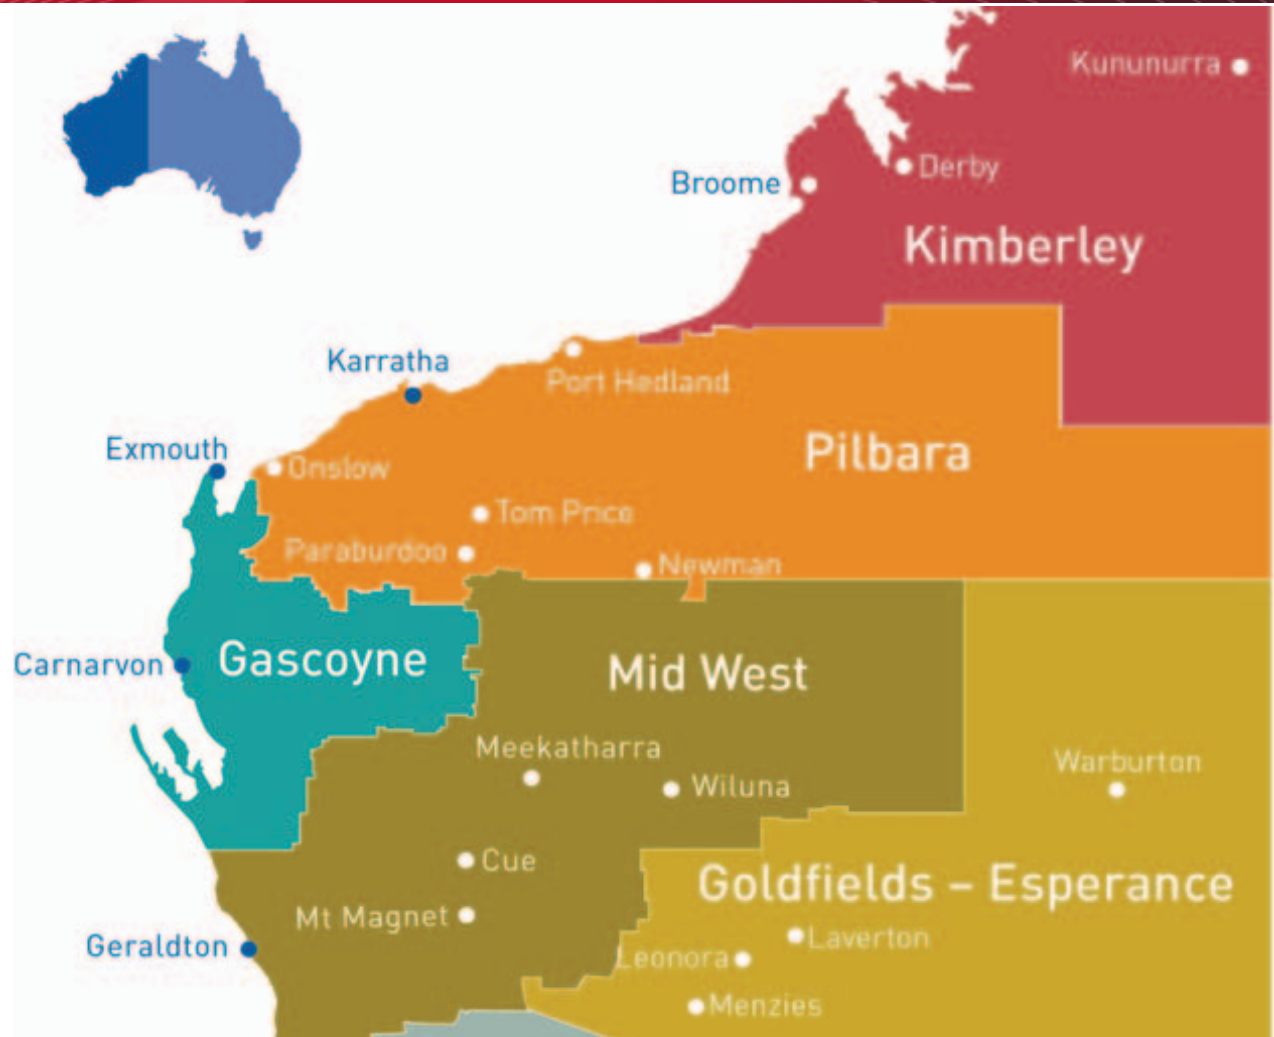 Kununurra
Derby
Broome
Kimberley
Karratha
Port Hedland
Exmouth
Pilbara
Onslow
Tom Price
Paraburdoo
Newman
Carnarvon
Gascoyne
Mid West
Meekatharra
Warburton
Wiluna
Cue
Goldfields – Esperance
Mt Magnet
Laverton
Geraldton
Leonora
Menzies